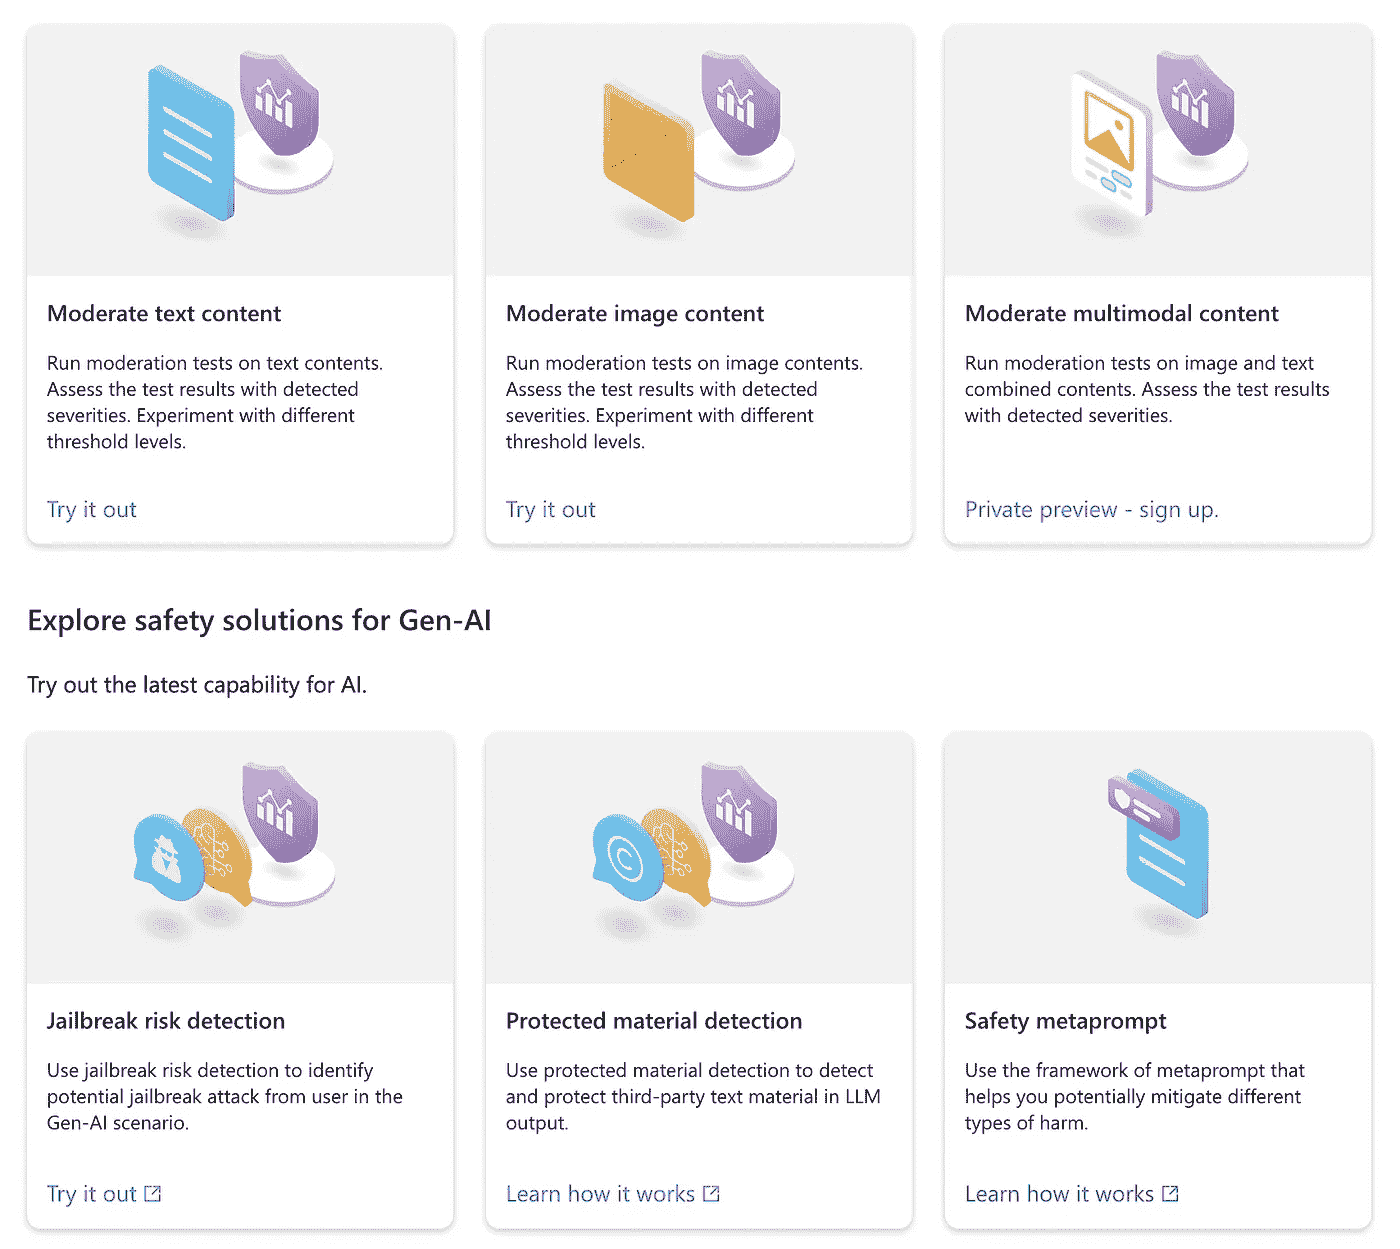 Moderate text content
Run moderation tests on text contents.
Assess the test results with detected
severities. Experiment with different
threshold levels.
Try it out
Moderate image content
Run moderation tests on image contents.
Assess the test results with detected
severities. Experiment with different
threshold levels.
Try it out
Moderate multimodal content
Run moderation tests on image and text
combined contents. Assess the test results
with detected severities.
Private preview - sign up.
Explore safety solutions for Gen-AI
Try out the latest capability for AI.
Jailbreak risk detection
Use jailbreak risk detection to identify
potential jailbreak attack from user in the
Gen-AI scenario.
Try it out
Protected material detection
Use protected material detection to detect
and protect third-party text material in LLM
output.
Learn how it works
Safety metaprompt
Use the framework of metaprompt that
helps you potentially mitigate different
types of harm.
Learn how it works